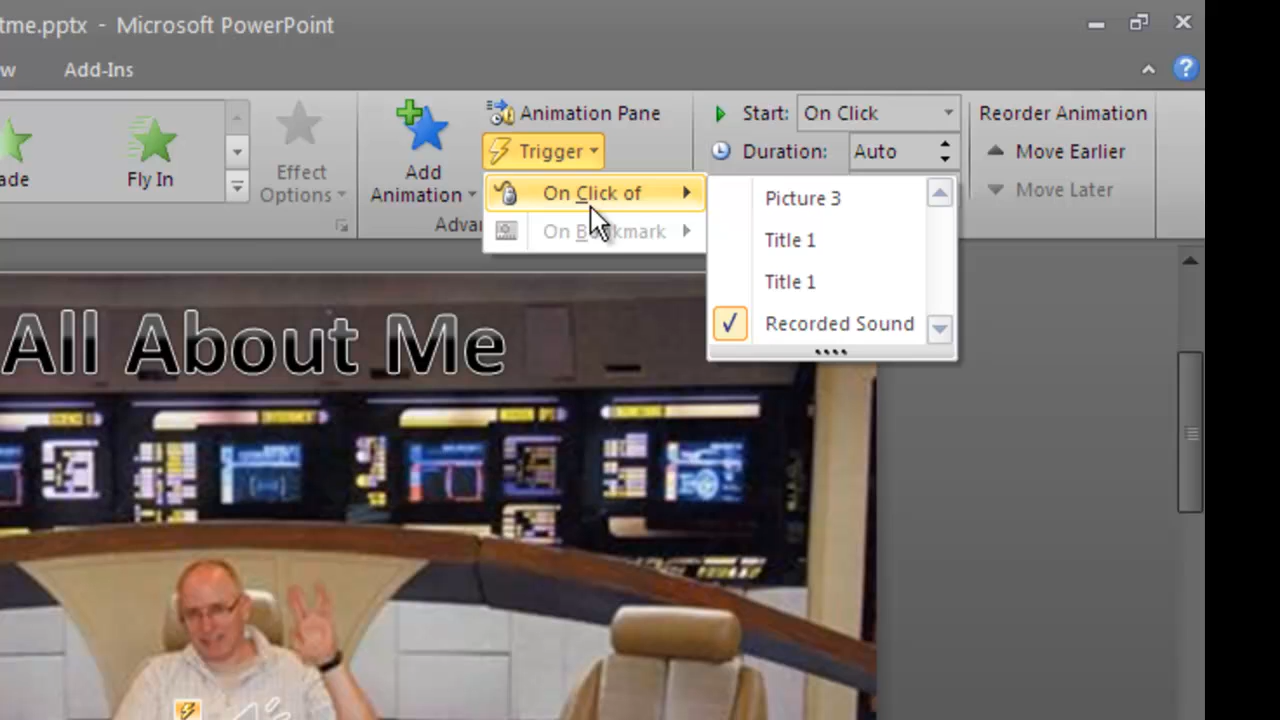 tme.pptx - Microsoft PowerPoint
w Add-Ins
ade
Fly In
Effect
Options
Add
Animation
Animation Pane
Trigger
Adva
On Click of
Picture 3
Title 1
Title 1
Recorded Sound
Start: On Click
Duration: Auto
Reorder Animation
Move Earlier
Move Later
All About Me